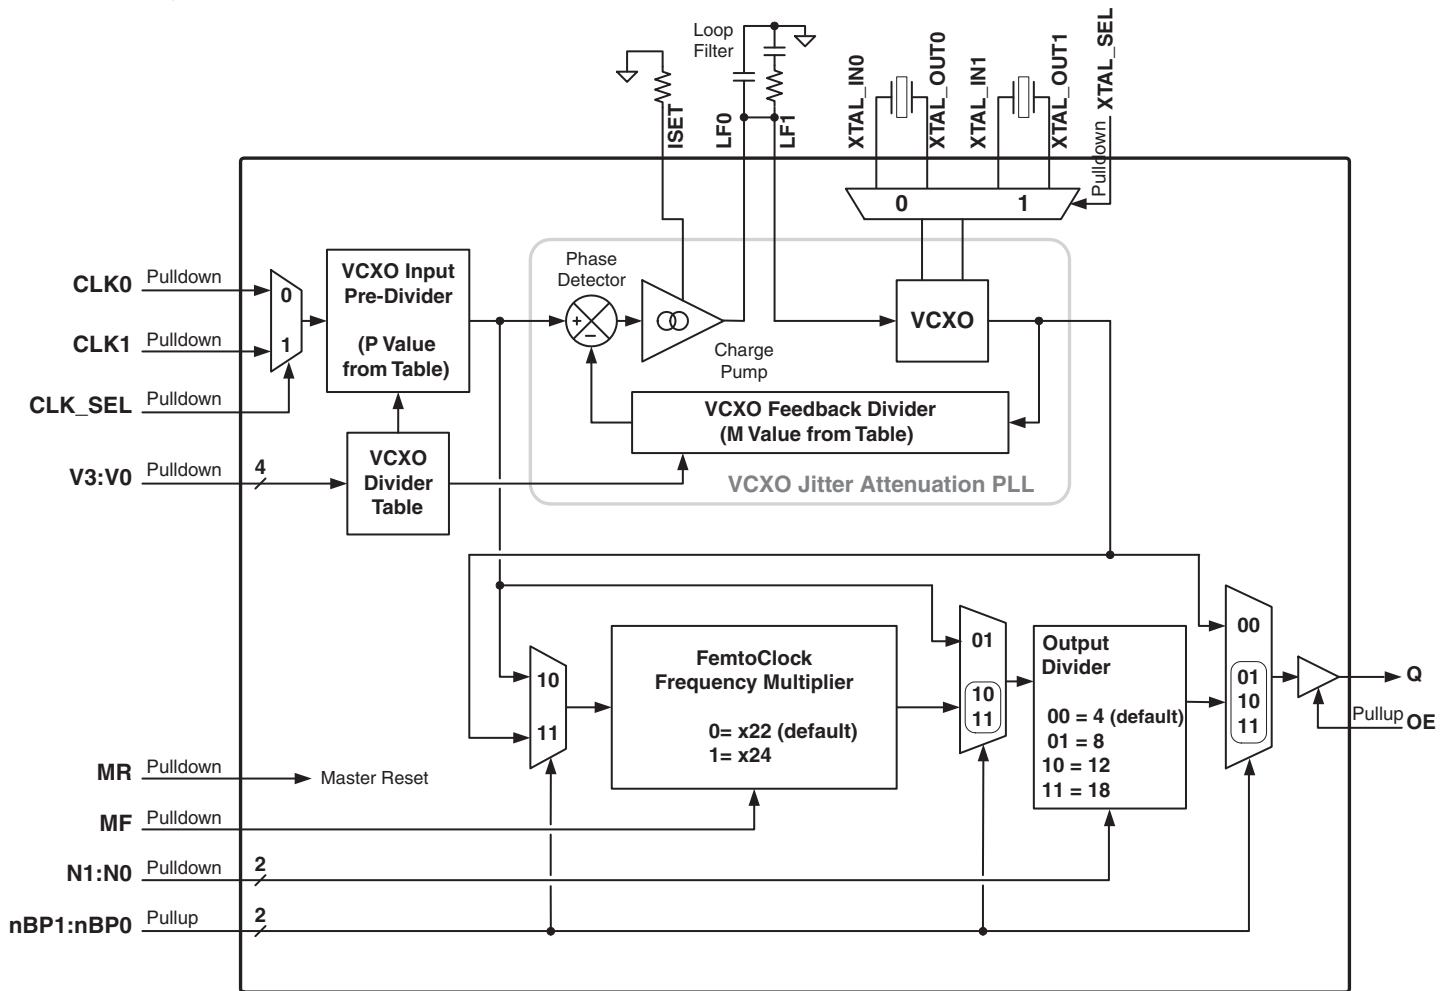 Loop
Filter
ISET
LF0
LF1
XTAL_IN0
XTAL_OUT0
XTAL_IN1
XTAL_OUT1
Pulldown XTAL_SEL
0 1
CLK0 Pulldown
CLK1 Pulldown
CLK_SEL Pulldown
V3:V0 Pulldown 4
0
1
VCXO Input
Pre-Divider
(P Value
from Table)
VCXO
Divider
Table
Phase
Detector
+
–
Charge
Pump
VCXO
VCXO Feedback Divider
(M Value from Table)
VCXO Jitter Attenuation PLL
10
11
FemtoClock
Frequency Multiplier
0= x22 (default)
1= x24
01
10
11
Output
Divider
00 = 4 (default)
01 = 8
10 = 12
11 = 18
00
01
10
11
Q
Pullup OE
MR Pulldown Master Reset
MF Pulldown
N1:N0 Pulldown 2
nBP1:nBP0 Pullup 2